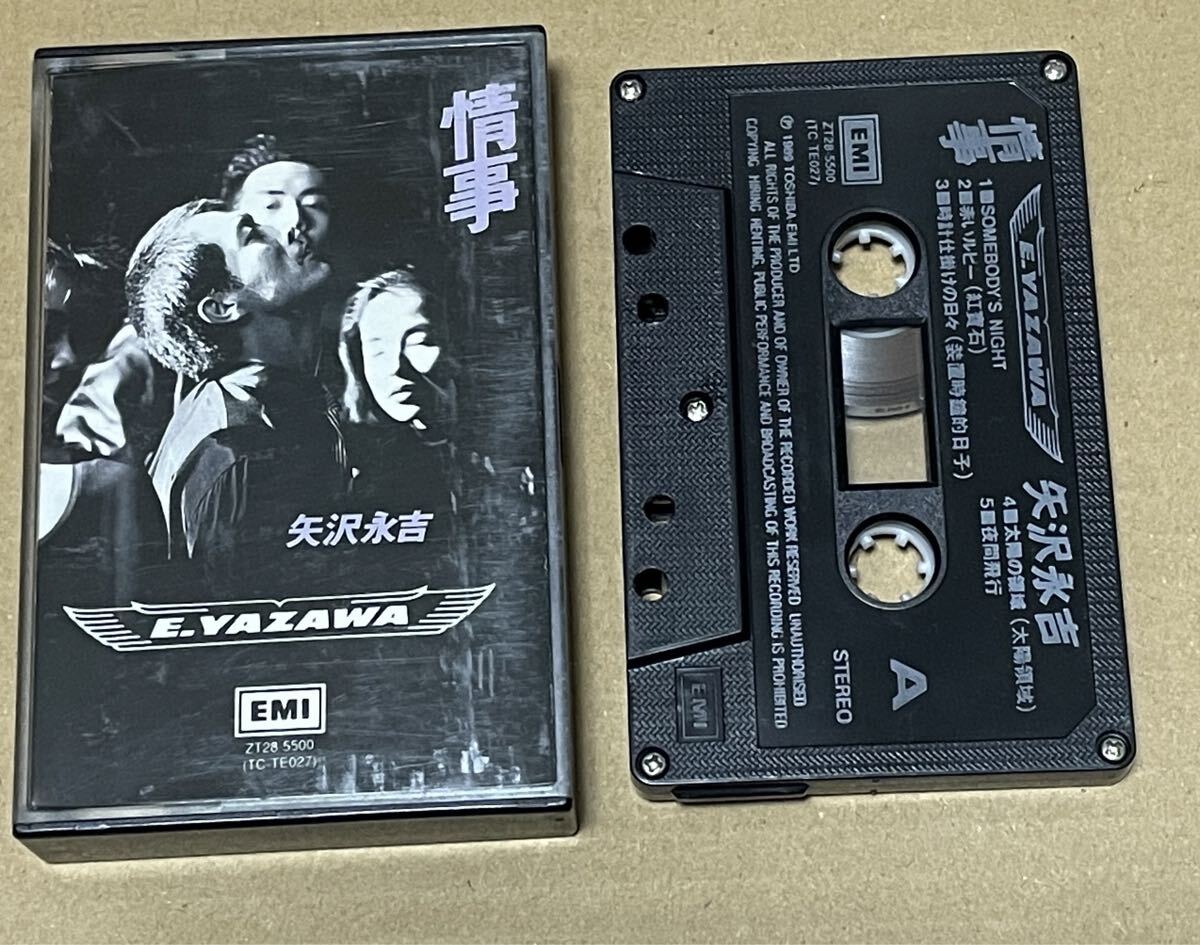 情事
矢沢永吉
E.YAZAWA
EMI
ZT28 5500
(TC TE027)
情事
E.YAZAWA
矢沢永吉
1■SOMEBODY'S NIGHT
2■赤いルビー(紅寶石)
3■時計仕掛けの日々(装置時鐘的日子)
4■太陽の領域(太陽領域)
5■夜間飛行
EMI
ZT28-5500
(TC TE027)
A
STEREO
Ⓟ 1989 TOSHIBA-EMI LTD
ALL RIGHTS OF THE PRODUCER AND OF OWNER OF THE RECORDED WORK RESERVED UNAUTHORISED
COPYING HIRING RENTING, PUBLIC PERFORMANCE AND BROADCASTING OF THIS RECORDING IS PROHIBITED
EMI